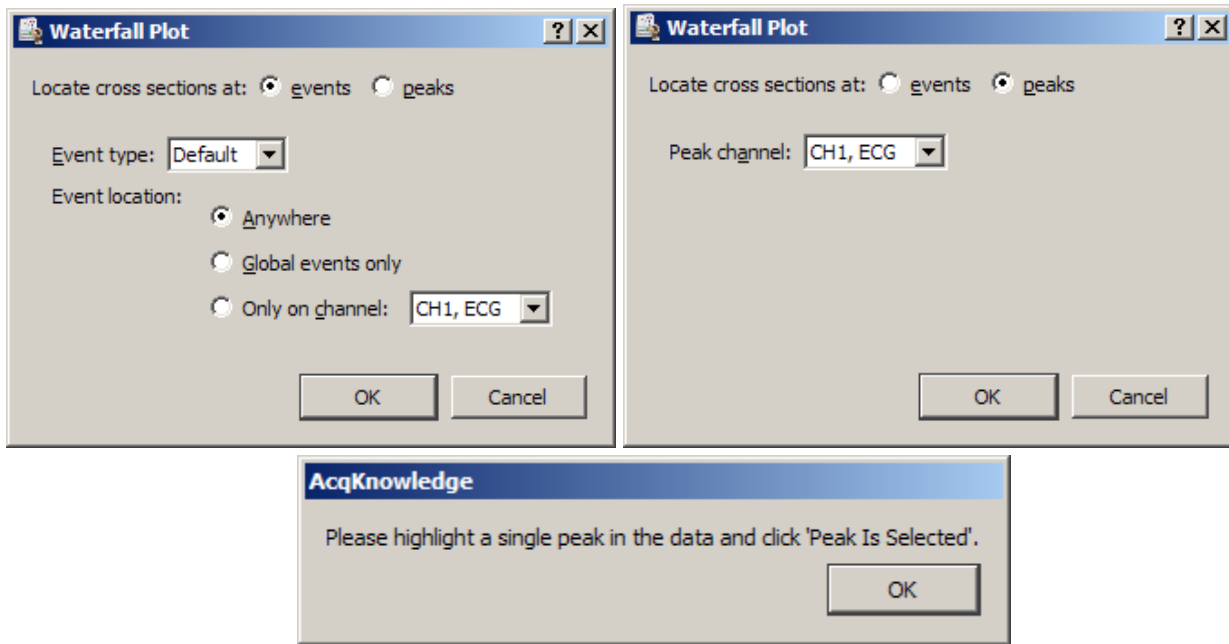 Waterfall Plot
Locate cross sections at: events peaks
Event type: Default
Event location:
Anywhere
Global events only
Only on channel: CH1, ECG
OK Cancel
Waterfall Plot
Locate cross sections at: events peaks
Peak channel: CH1, ECG
OK Cancel
AcqKnowledge
Please highlight a single peak in the data and click 'Peak Is Selected'.
OK